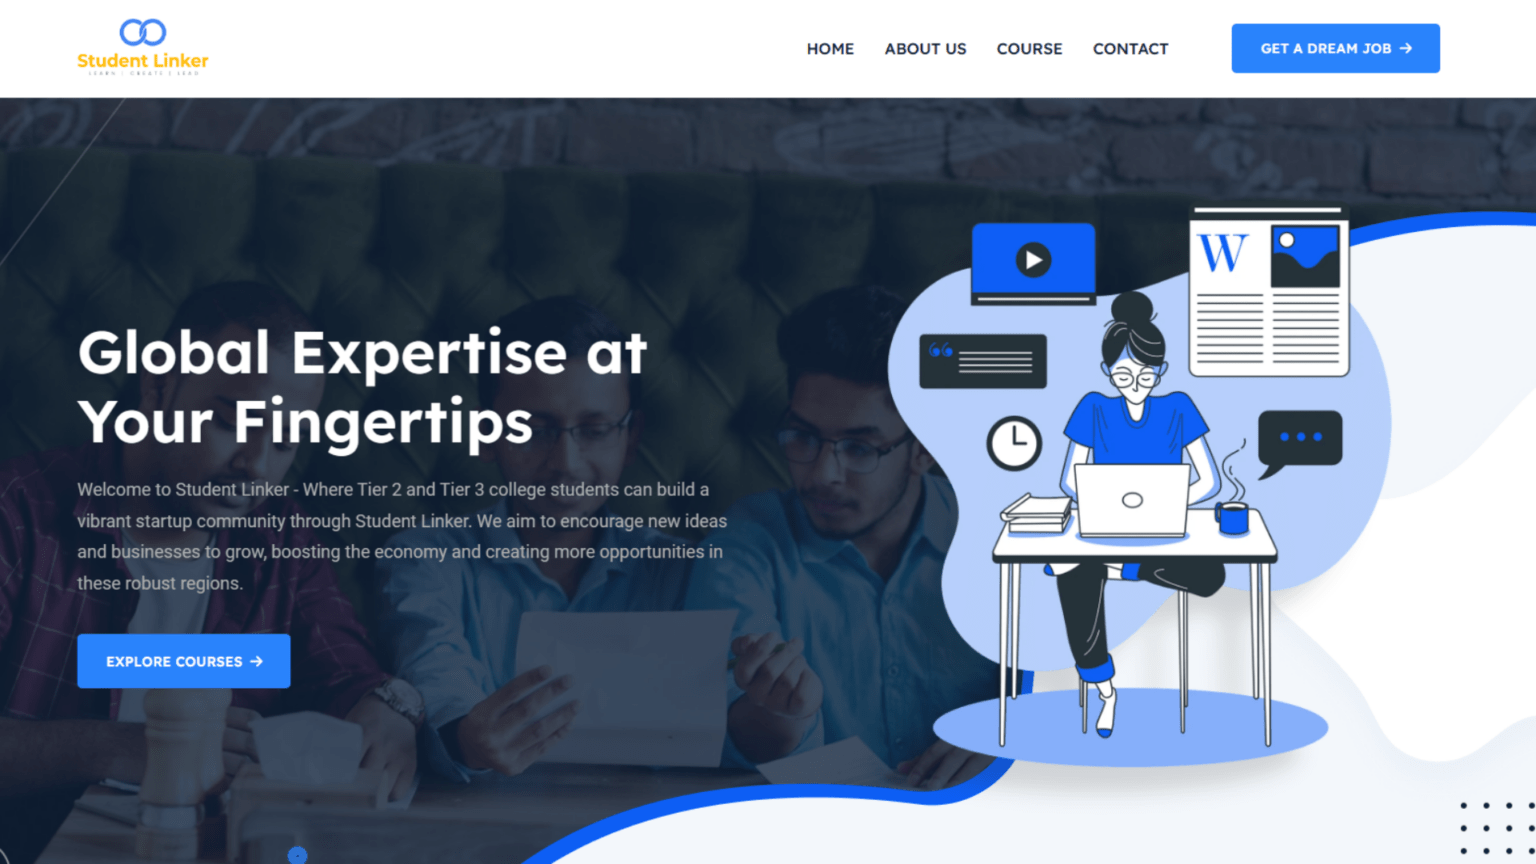 Student Linker
LEARN | CREATE | LEAD
HOME
ABOUT US
COURSE
CONTACT
GET A DREAM JOB →
Global Expertise at
Your Fingertips
Welcome to Student Linker - Where Tier 2 and Tier 3 college students can build a
vibrant startup community through Student Linker. We aim to encourage new ideas
and businesses to grow, boosting the economy and creating more opportunities in
these robust regions.
EXPLORE COURSES →
W